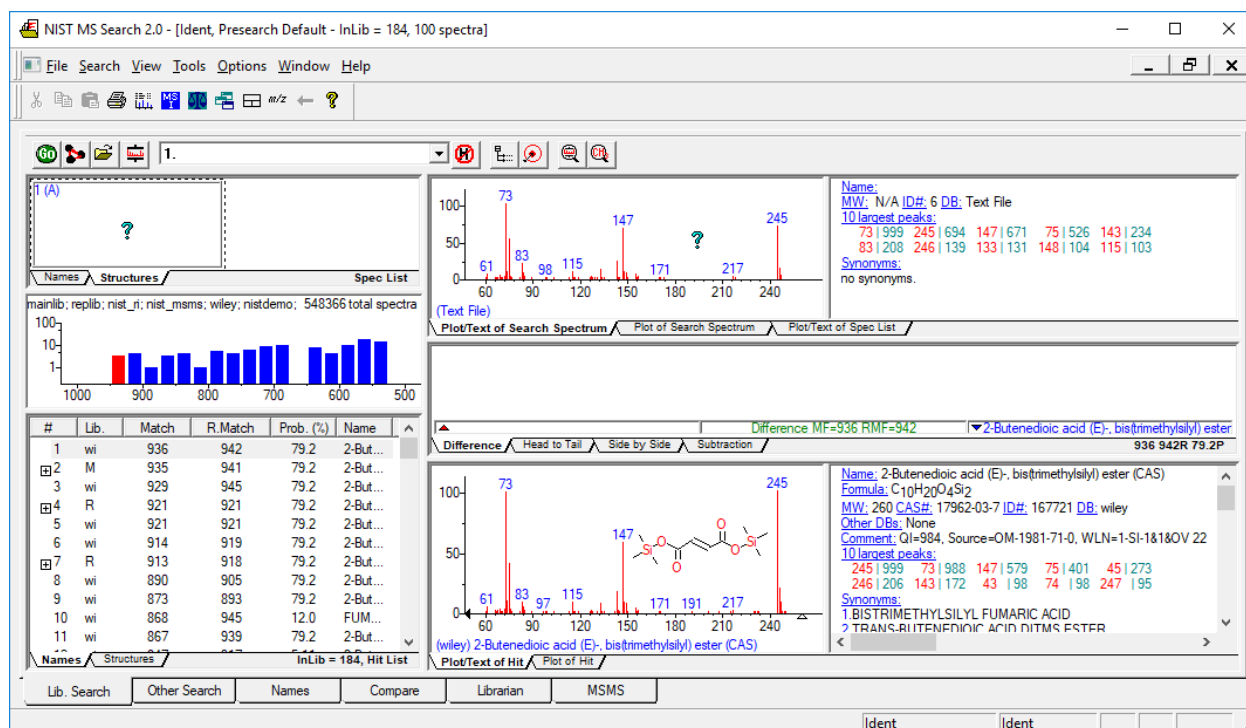 NIST MS Search 2.0 - [Ident, Presearch Default - InLib = 184, 100 spectra]
File Search View Tools Options Window Help
MS
m/z
Go
1.
H
1 (A)
?
Names Structures Spec List
mainlib; replib; nist_ri; nist_msms; wiley; nistdemo; 548366 total spectra
100
10
1
1000 900 800 700 600 500
# Lib. Match R.Match Prob. (%) Name
1 wi 936 942 79.2 2-But...
2 M 935 941 79.2 2-But...
3 wi 929 945 79.2 2-But...
4 R 921 921 79.2 2-But...
5 wi 921 921 79.2 2-But...
6 wi 914 919 79.2 2-But...
7 R 913 918 79.2 2-But...
8 wi 890 905 79.2 2-But...
9 wi 873 893 79.2 2-But...
10 wi 868 945 12.0 FUM...
11 wi 867 939 79.2 2-But...
Names Structures InLib = 184, Hit List
100
50
0
73
147
245
61 83 98 115 171 217
?
60 90 120 150 180 210 240
(Text File)
Plot/Text of Search Spectrum Plot of Search Spectrum Plot/Text of Spec List
Name:
MW: N/A ID#: 6 DB: Text File
10 largest peaks:
73|999 245|694 147|671 75|526 143|234
83|208 246|139 133|131 148|104 115|103
Synonyms:
no synonyms.
Difference MF=936 RMF=942 2-Butenedioic acid (E)-, bis(trimethylsilyl) ester
Difference Head to Tail Side by Side Subtraction 936 942R 79.2P
100
50
0
73
147
245
61 83 97 115 171 191 217
Si O O O O Si
60 90 120 150 180 210 240
(wiley) 2-Butenedioic acid (E)-, bis(trimethylsilyl) ester (CAS)
Plot/Text of Hit Plot of Hit
Name: 2-Butenedioic acid (E)-, bis(trimethylsilyl) ester (CAS)
Formula: C10H20O4Si2
MW: 260 CAS#: 17962-03-7 ID#: 167721 DB: wiley
Other DBs: None
Comment: QI=984, Source=OM-1981-71-0, WLN=1-SI-1&1&OV 22
10 largest peaks:
245|999 73|988 147|579 75|401 45|273
246|206 143|172 43|98 74|98 247|95
Synonyms:
1.BISTRIMETHYLSILYL FUMARIC ACID
2.TRANS-BUTENEDIOIC ACID DITMS ESTER
Lib. Search Other Search Names Compare Librarian MSMS
Ident Ident